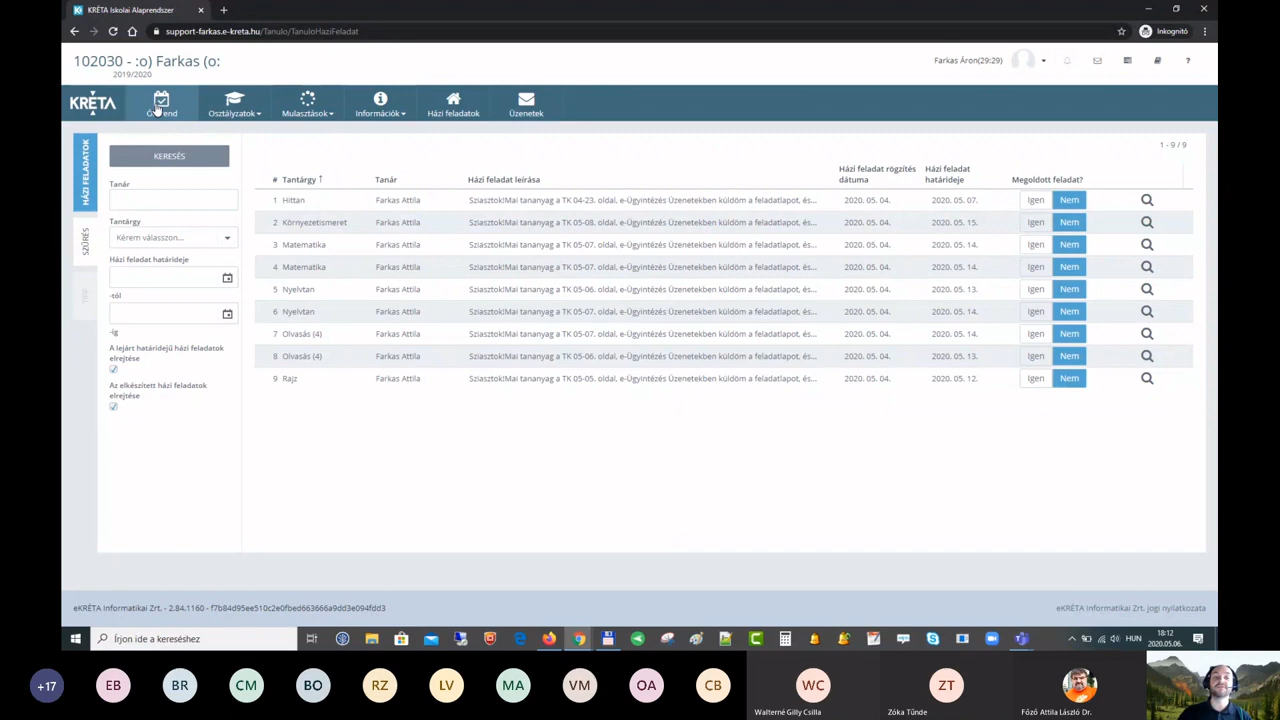 KRÉTA Iskolai Alaprendszer
support-farkas.e-kreta.hu/Tanulo/TanuloHaziFeladat
Inkognitó
102030 - :o) Farkas (o:
2019/2020
Farkas Áron(29:29)
KRÉTA
Osztályzatok
Mulasztások
Információk
Házi feladatok
Üzenetek
HÁZI FELADATOK
SZŰRÉS
TIPP
KERESÉS
Tanár
Tantárgy
Kérem válasszon...
Házi feladat határideje
-tól
-ig
A lejárt határidejű házi feladatok
elrejtése
Az elkészített házi feladatok
elrejtése
1 - 9 / 9
# Tantárgy ↑ Tanár Házi feladat leírása Házi feladat rögzítés dátuma Házi feladat határideje Megoldott feladat?
1 Hittan Farkas Attila Sziasztok!Mai tananyag a TK 04-23. oldal, e-Ügyintézés Üzenetekben küldöm a feladatlapot, és... 2020. 05. 04. 2020. 05. 07. Igen Nem
2 Környezetismeret Farkas Attila Sziasztok!Mai tananyag a TK 05-08. oldal, e-Ügyintézés Üzenetekben küldöm a feladatlapot, és... 2020. 05. 04. 2020. 05. 15. Igen Nem
3 Matematika Farkas Attila Sziasztok!Mai tananyag a TK 05-07. oldal, e-Ügyintézés Üzenetekben küldöm a feladatlapot, és... 2020. 05. 04. 2020. 05. 14. Igen Nem
4 Matematika Farkas Attila Sziasztok!Mai tananyag a TK 05-07. oldal, e-Ügyintézés Üzenetekben küldöm a feladatlapot, és... 2020. 05. 04. 2020. 05. 14. Igen Nem
5 Nyelvtan Farkas Attila Sziasztok!Mai tananyag a TK 05-06. oldal, e-Ügyintézés Üzenetekben küldöm a feladatlapot, és... 2020. 05. 04. 2020. 05. 13. Igen Nem
6 Nyelvtan Farkas Attila Sziasztok!Mai tananyag a TK 05-07. oldal, e-Ügyintézés Üzenetekben küldöm a feladatlapot, és... 2020. 05. 04. 2020. 05. 13. Igen Nem
7 Olvasás (4) Farkas Attila Sziasztok!Mai tananyag a TK 05-07. oldal, e-Ügyintézés Üzenetekben küldöm a feladatlapot, és... 2020. 05. 04. 2020. 05. 13. Igen Nem
8 Olvasás (4) Farkas Attila Sziasztok!Mai tananyag a TK 05-06. oldal, e-Ügyintézés Üzenetekben küldöm a feladatlapot, és... 2020. 05. 04. 2020. 05. 13. Igen Nem
9 Rajz Farkas Attila Sziasztok!Mai tananyag a TK 05-05. oldal, e-Ügyintézés Üzenetekben küldöm a feladatlapot, és... 2020. 05. 04. 2020. 05. 12. Igen Nem
eKRÉTA Informatikai Zrt. - 2.84.1160 - f7b84d95ee510c2e0fbed663666a9dd3e094fdd3
eKRÉTA Informatikai Zrt. jogi nyilatkozata
Írjon ide a kereséshez
HUN
18:12
2020.05.06.
+17 EB BR CM BO RZ LV MA VM OA CB WC ZT
Walterné Gilly Csilla
Zóka Tünde
Főző Attila László Dr.